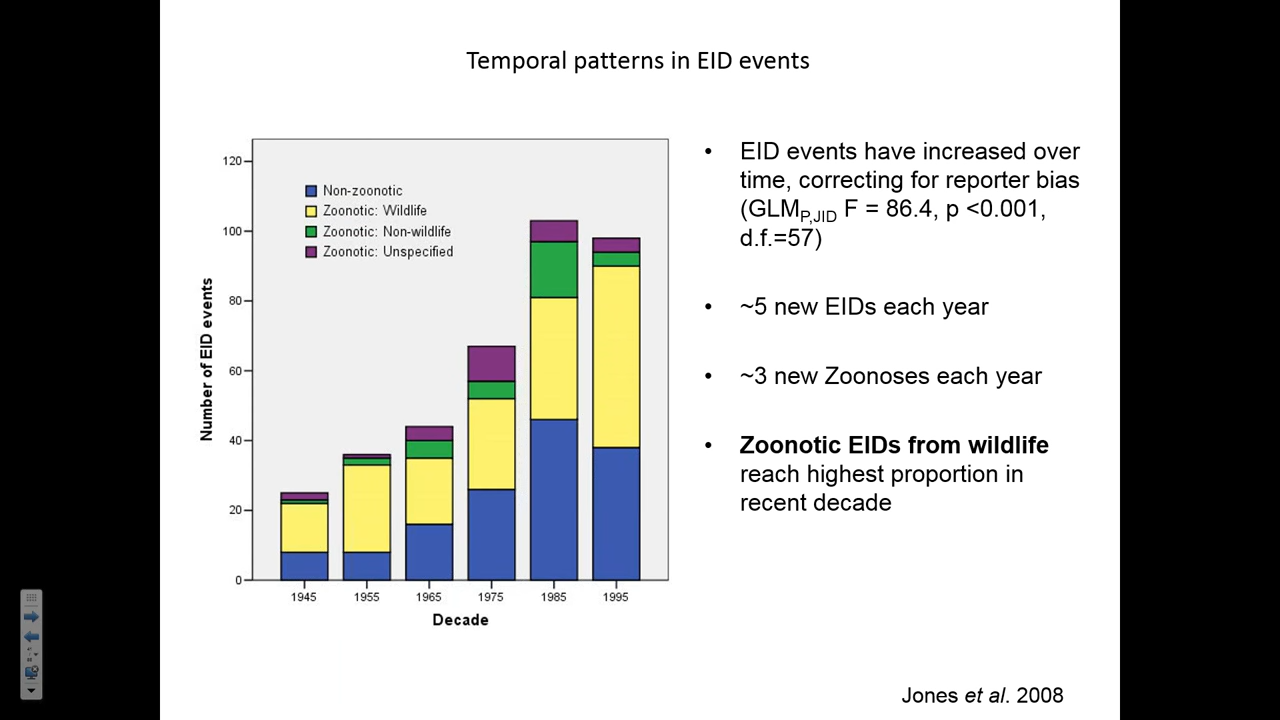 Temporal patterns in EID events
120
100
80
60
40
20
0
Number of EID events
Non-zoonotic
Zoonotic: Wildlife
Zoonotic: Non-wildlife
Zoonotic: Unspecified
1945 1955 1965 1975 1985 1995
Decade
• EID events have increased over
time, correcting for reporter bias
(GLMP,JID F = 86.4, p <0.001,
d.f.=57)
• ~5 new EIDs each year
• ~3 new Zoonoses each year
• Zoonotic EIDs from wildlife
reach highest proportion in
recent decade
Jones et al. 2008